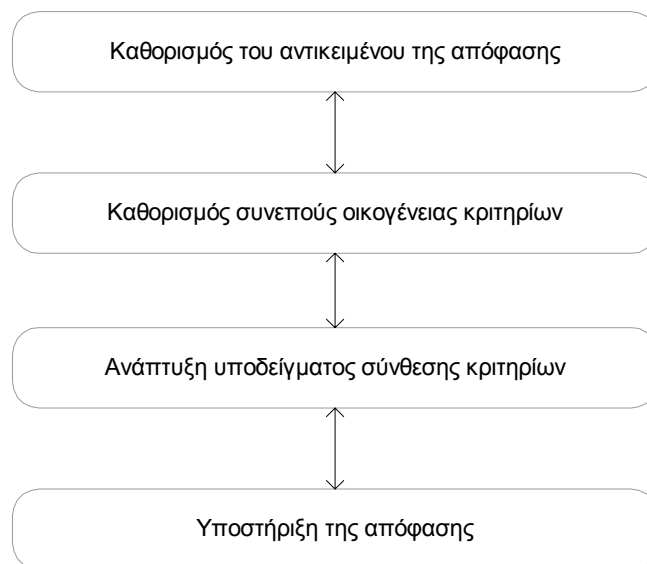 Καθορισμός του αντικειμένου της απόφασης
Καθορισμός συνεπούς οικογένειας κριτηρίων
Ανάπτυξη υποδείγματος σύνθεσης κριτηρίων
Υποστήριξη της απόφασης